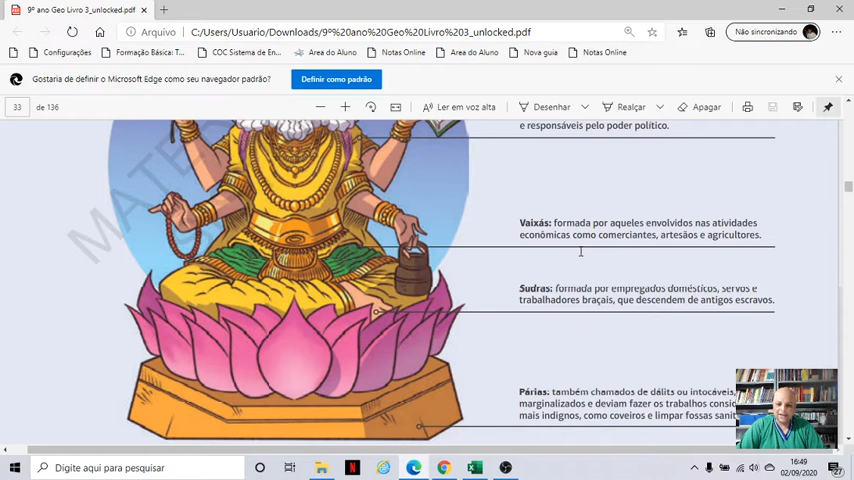 9º ano Geo Livro 3_unlocked.pdf
Arquivo
C:/Users/Usuario/Downloads/9º%20ano%20Geo%20Livro%203_unlocked.pdf
Não sincronizando
Configurações
Formação Básica: T...
COC Sistema de En...
Area do Aluno
Notas Online
Area do Aluno
Nova guia
Notas Online
Gostaria de definir o Microsoft Edge como seu navegador padrão?
Definir como padrão
33 de 136
Ler em voz alta
Desenhar
Realçar
Apagar
e responsáveis pelo poder político.
Vaixás: formada por aqueles envolvidos nas atividades
econômicas como comerciantes, artesãos e agricultores.
Sudras: formada por empregados domésticos, servos e
trabalhadores braçais, que descendem de antigos escravos.
Párias: também chamados de dálits ou intocáveis,
marginalizados e deviam fazer os trabalhos consi
mais indignos, como coveiros e limpar fossas sanit
MATE
Digite aqui para pesquisar
16:49
02/09/2020
27